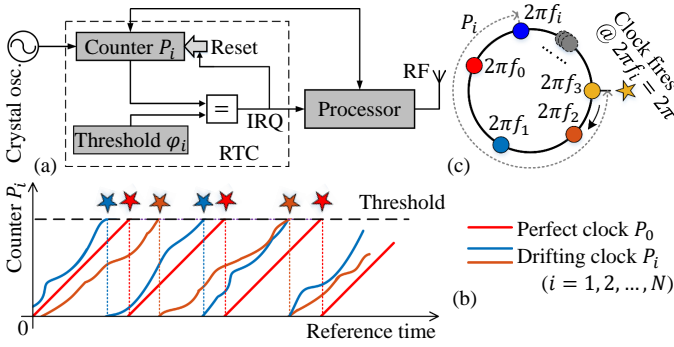 Crystal osc.
Counter P_i
Reset
Threshold φ_i
=
IRQ
RTC
Processor
RF
(a)
P_i
2πf_i
......
2πf_0
2πf_1
2πf_2
2πf_3
Clock fires
@ 2πf_i = 2π
(c)
Counter P_i
Threshold
0
Reference time
(b)
Perfect clock P_0
Drifting clock P_i
(i = 1, 2, ..., N)